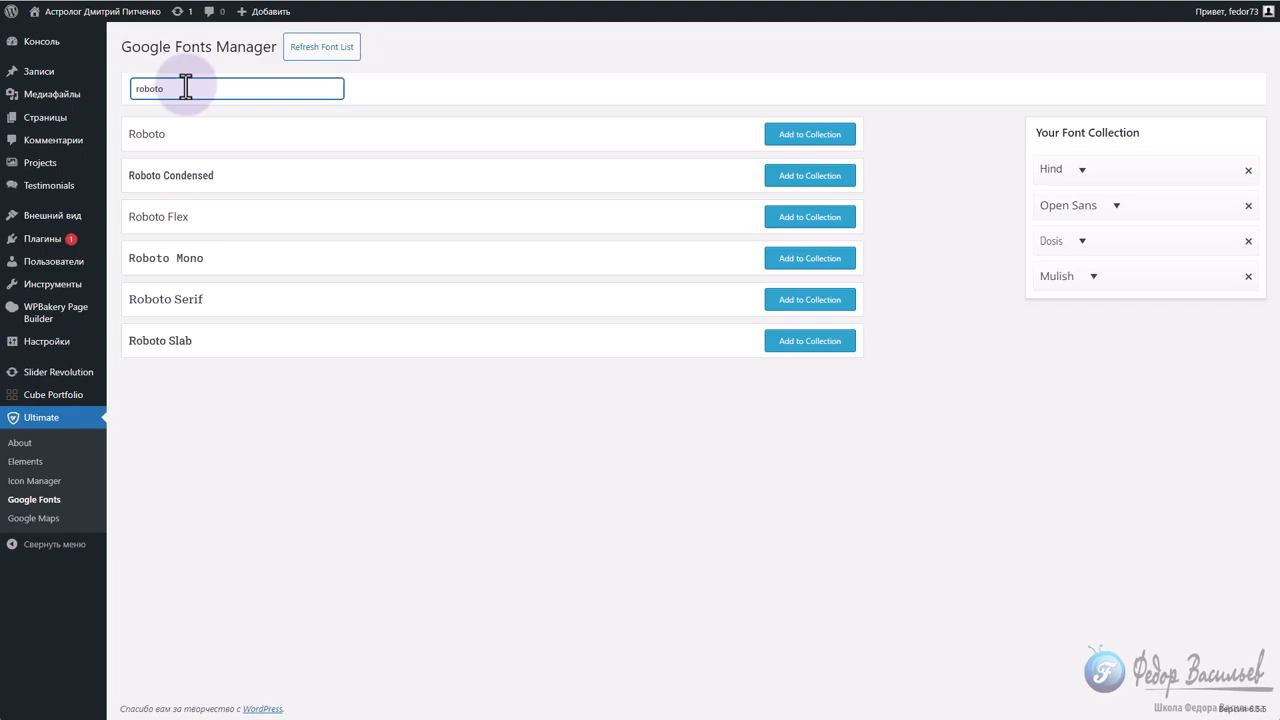 Астролог Дмитрий Питченко 1 0 Добавить Привет, fedor73
Консоль
Записи
Медиафайлы
Страницы
Комментарии
Projects
Testimonials
Внешний вид
Плагины 1
Пользователи
Инструменты
WPBakery Page
Builder
Настройки
Slider Revolution
Cube Portfolio
Ultimate
About
Elements
Icon Manager
Google Fonts
Google Maps
Свернуть меню
Google Fonts Manager Refresh Font List
roboto
Roboto Add to Collection
Roboto Condensed Add to Collection
Roboto Flex Add to Collection
Roboto Mono Add to Collection
Roboto Serif Add to Collection
Roboto Slab Add to Collection
Your Font Collection
Hind
Open Sans
Dosis
Mulish
Федор Васильев
Школа Федора Васильева
Спасибо вам за творчество с WordPress.